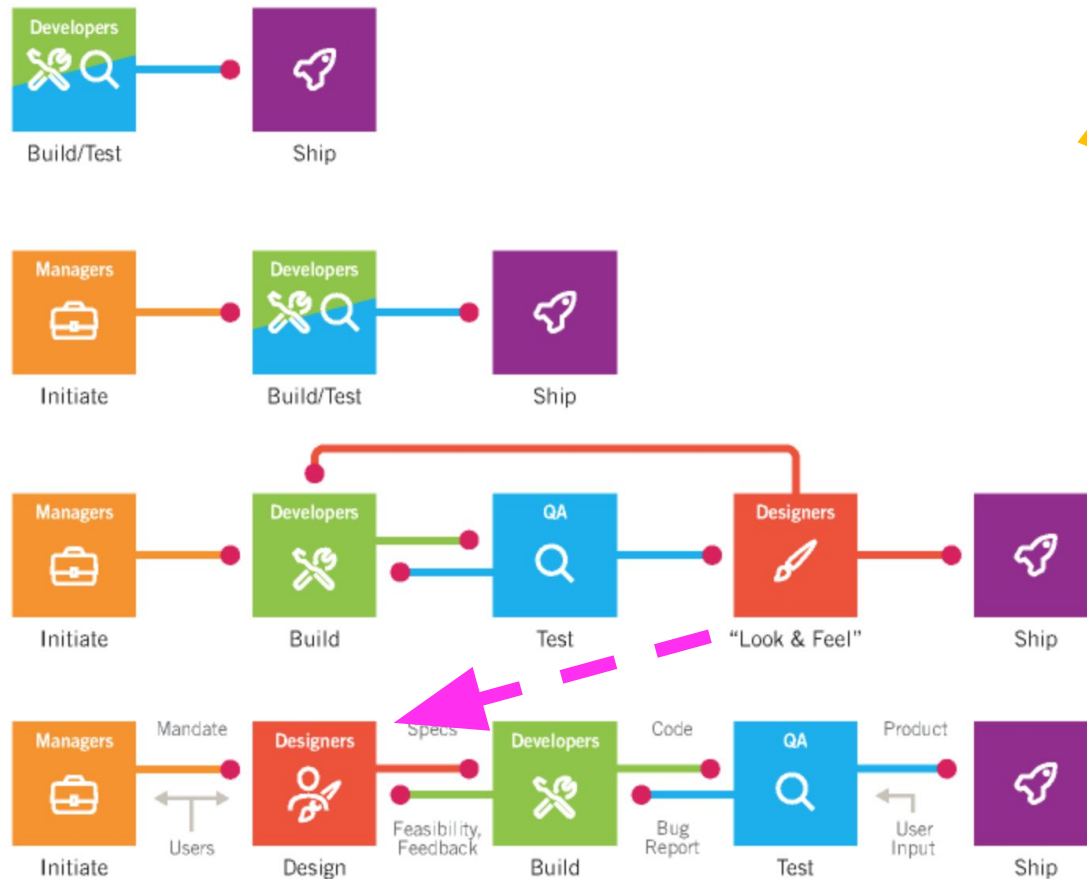 Developers
Build/Test
Ship
Managers
Developers
Initiate
Build/Test
Ship
Managers
Developers
QA
Designers
Initiate
Build
Test
“Look & Feel”
Ship
Managers
Mandate
Designers
Specs
Developers
Code
QA
Product
Users
Feasibility,
Feedback
Bug
Report
User
Input
Initiate
Design
Build
Test
Ship